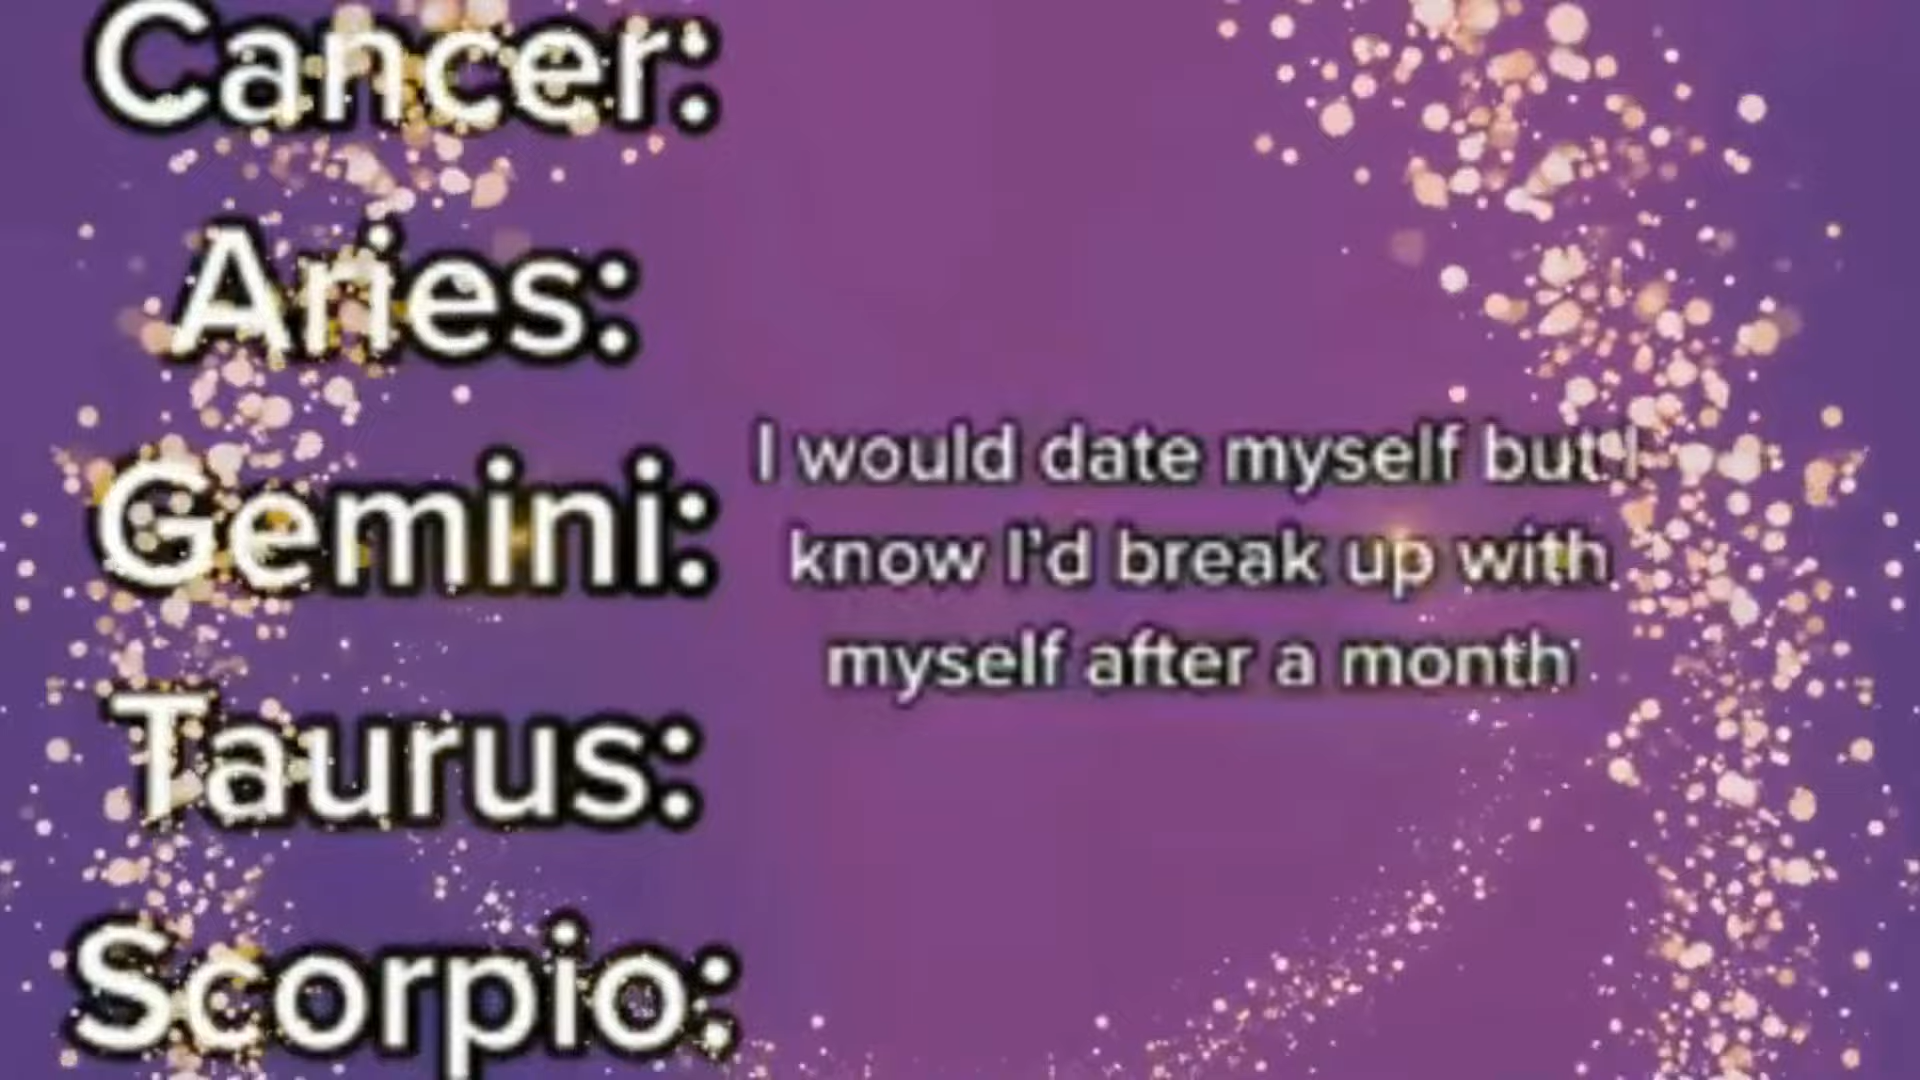 Cancer:
Aries:
Gemini:
I would date myself but I
know I'd break up with
myself after a month
Taurus:
Scorpio: